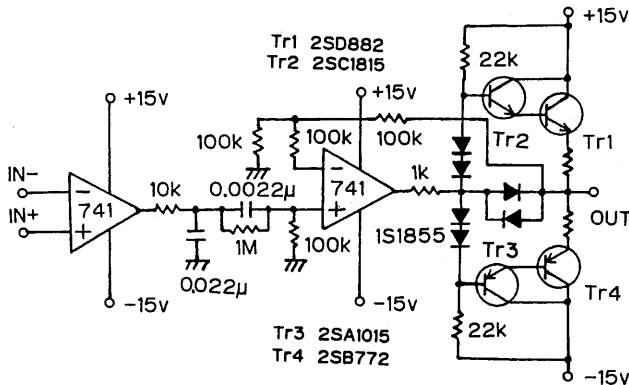 Tr1 2SD882
Tr2 2SC1815
+15v
22k
+15v
+15v
Tr2
Tr1
100k
100k
100k
IN-
IN+
741
10k
0.0022μ
1M
0.022μ
100k
741
1k
1S1855
OUT
Tr3
Tr4
-15v
-15v
22k
Tr3 2SA1015
Tr4 2SB772
-15v